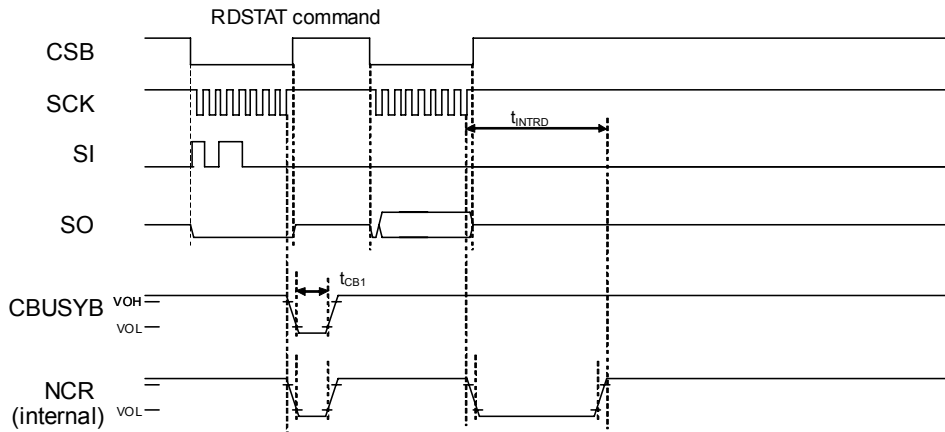 RDSTAT command
CSB
SCK
tINTRD
SI
SO
tCB1
CBUSYB
VOH
VOL
NCR
(internal)
VOL